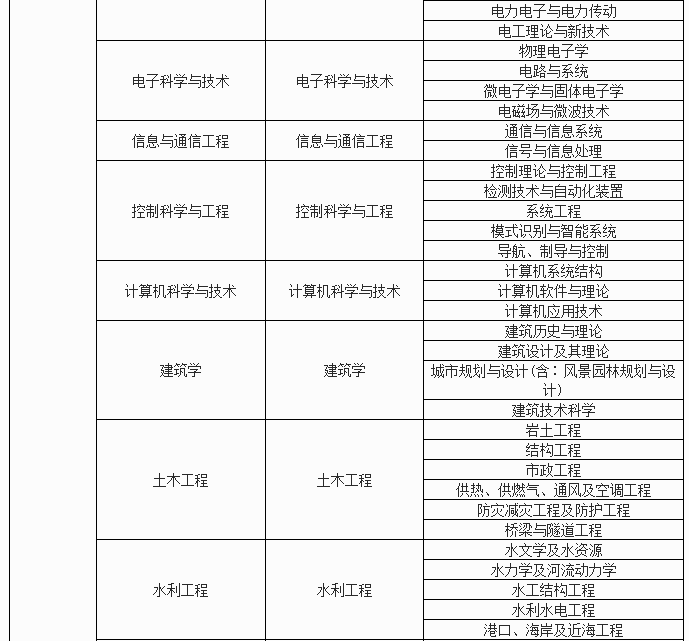 电力电子与电力传动
电工理论与新技术
电子科学与技术
电子科学与技术
物理电子学
电路与系统
微电子学与固体电子学
电磁场与微波技术
信息与通信工程
信息与通信工程
通信与信息系统
信号与信息处理
控制科学与工程
控制科学与工程
控制理论与控制工程
检测技术与自动化装置
系统工程
模式识别与智能系统
导航、制导与控制
计算机科学与技术
计算机科学与技术
计算机系统结构
计算机软件与理论
计算机应用技术
建筑学
建筑学
建筑历史与理论
建筑设计及其理论
城市规划与设计(含：风景园林规划与设
计)
建筑技术科学
土木工程
土木工程
岩土工程
结构工程
市政工程
供热、供燃气、通风及空调工程
防灾减灾工程及防护工程
桥梁与隧道工程
水利工程
水利工程
水文学及水资源
水力学及河流动力学
水工结构工程
水利水电工程
港口、海岸及近海工程